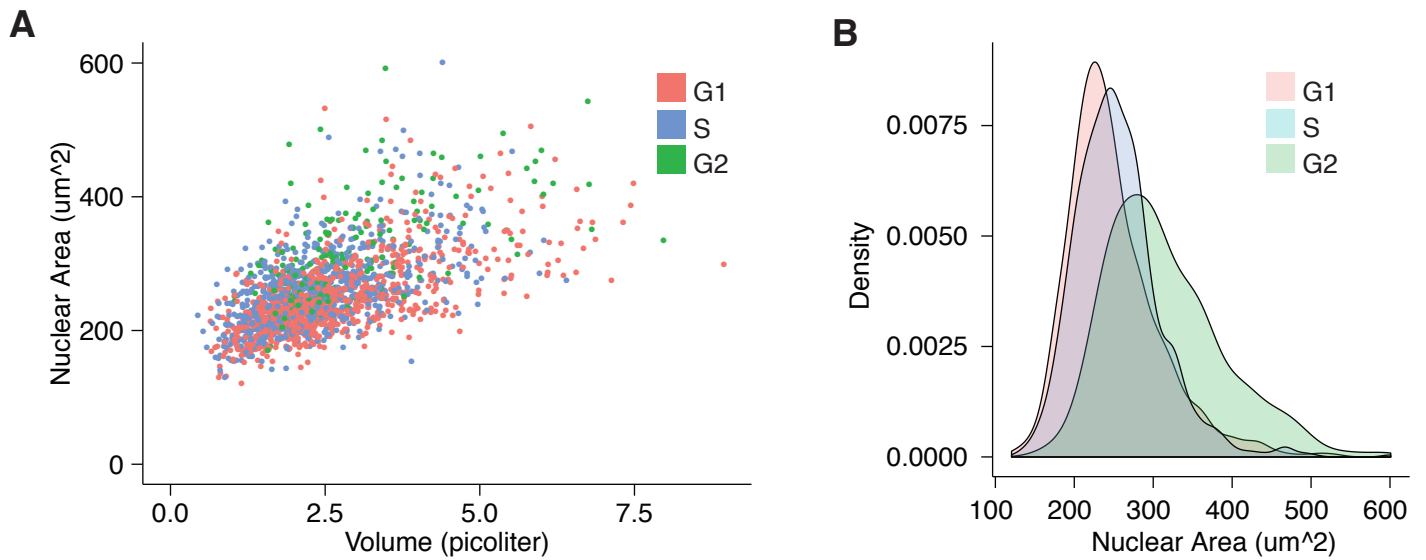 A
Nuclear Area (um^2)
600
400
200
0
0.0 2.5 5.0 7.5
Volume (picoliter)
G1
S
G2
B
Density
0.0075
0.0050
0.0025
0.0000
100 200 300 400 500 600
Nuclear Area (um^2)
G1
S
G2